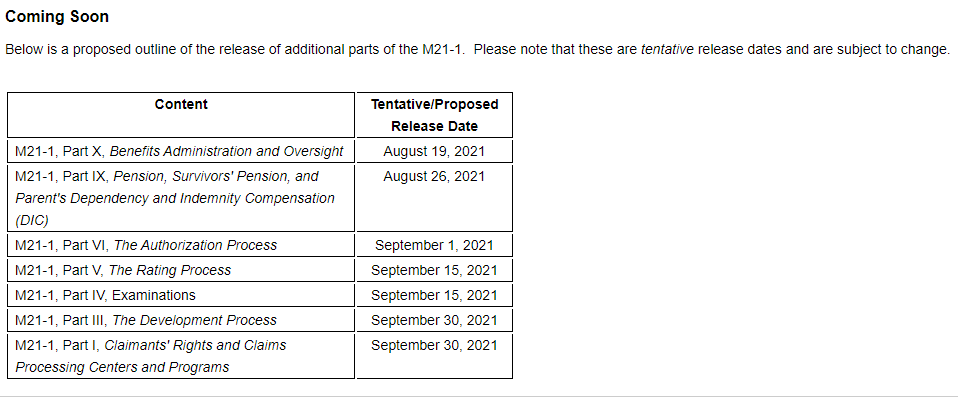 Coming Soon
Below is a proposed outline of the release of additional parts of the M21-1.  Please note that these are tentative release dates and are subject to change.
Content
Tentative/Proposed
Release Date
M21-1, Part X, Benefits Administration and Oversight
August 19, 2021
M21-1, Part IX, Pension, Survivors' Pension, and
Parent's Dependency and Indemnity Compensation
(DIC)
August 26, 2021
M21-1, Part VI, The Authorization Process
September 1, 2021
M21-1, Part V, The Rating Process
September 15, 2021
M21-1, Part IV, Examinations
September 15, 2021
M21-1, Part III, The Development Process
September 30, 2021
M21-1, Part I, Claimants' Rights and Claims
Processing Centers and Programs
September 30, 2021